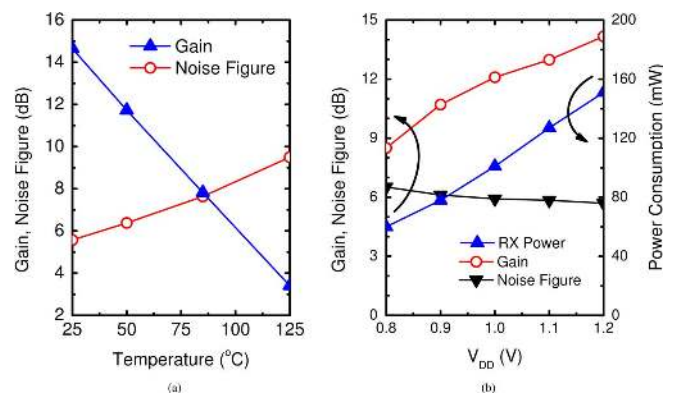 16
14
12
10
8
6
4
2
Gain, Noise Figure (dB)
Gain
Noise Figure
25
50
75
100
125
Temperature (°C)
(a)
15
12
9
6
3
0
Gain, Noise Figure (dB)
200
160
120
80
40
0
Power Consumption (mW)
RX Power
Gain
Noise Figure
0.8
0.9
1.0
1.1
1.2
VDD (V)
(b)